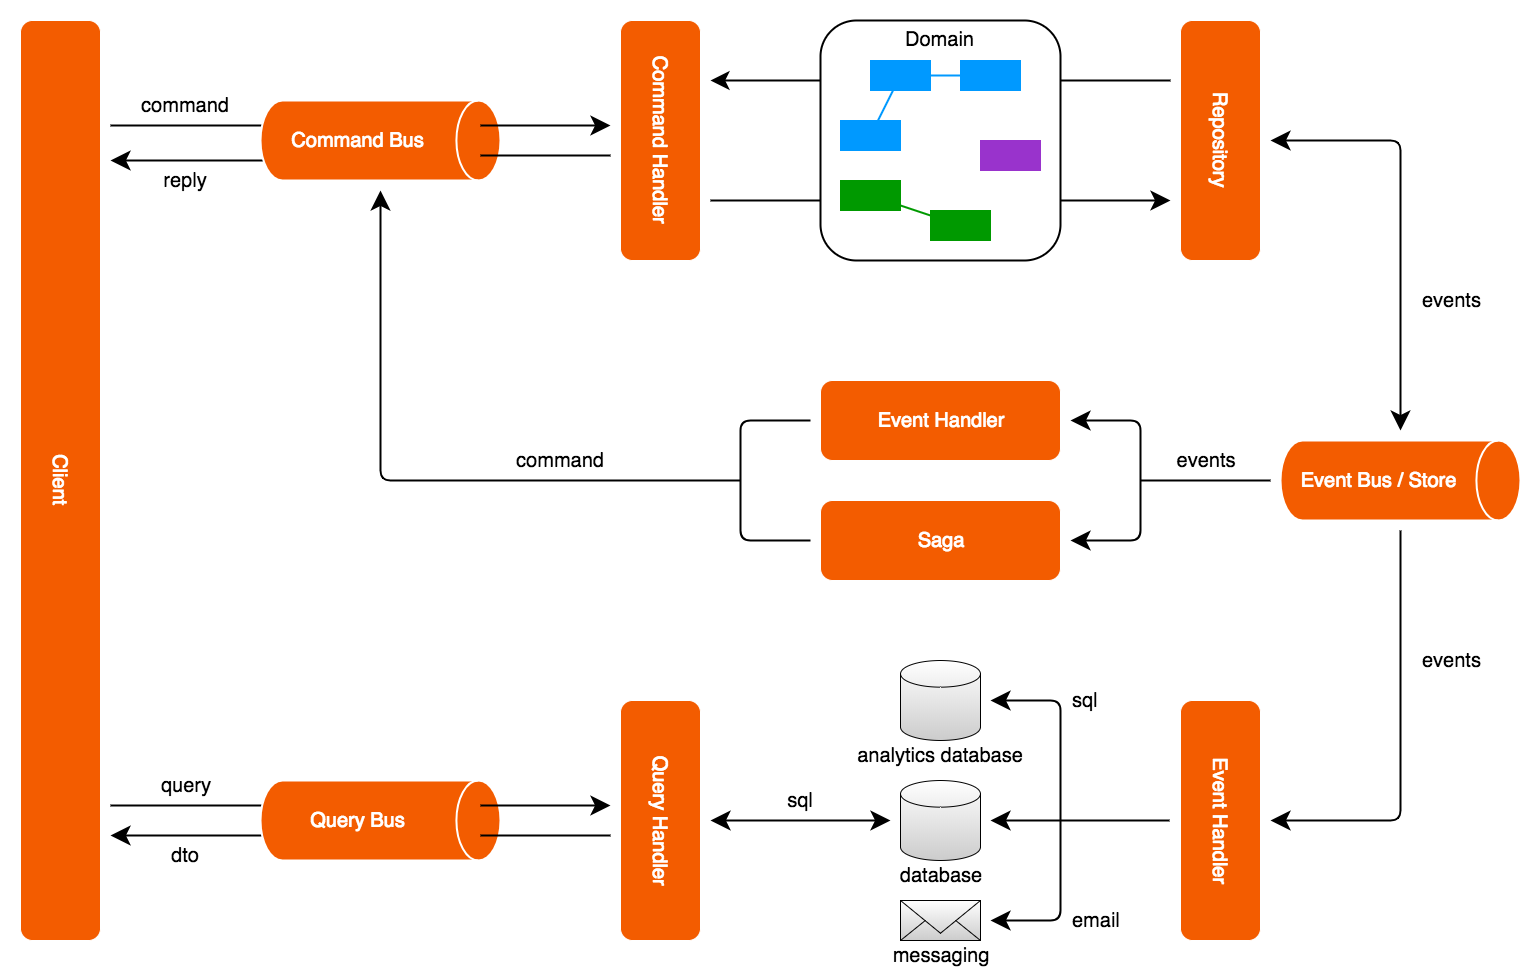 Domain
command
Command Bus
reply
Command Handler
Repository
events
Event Handler
command
events
Event Bus / Store
Client
Saga
events
sql
analytics database
query
Query Bus
dto
Query Handler
sql
database
Event Handler
email
messaging